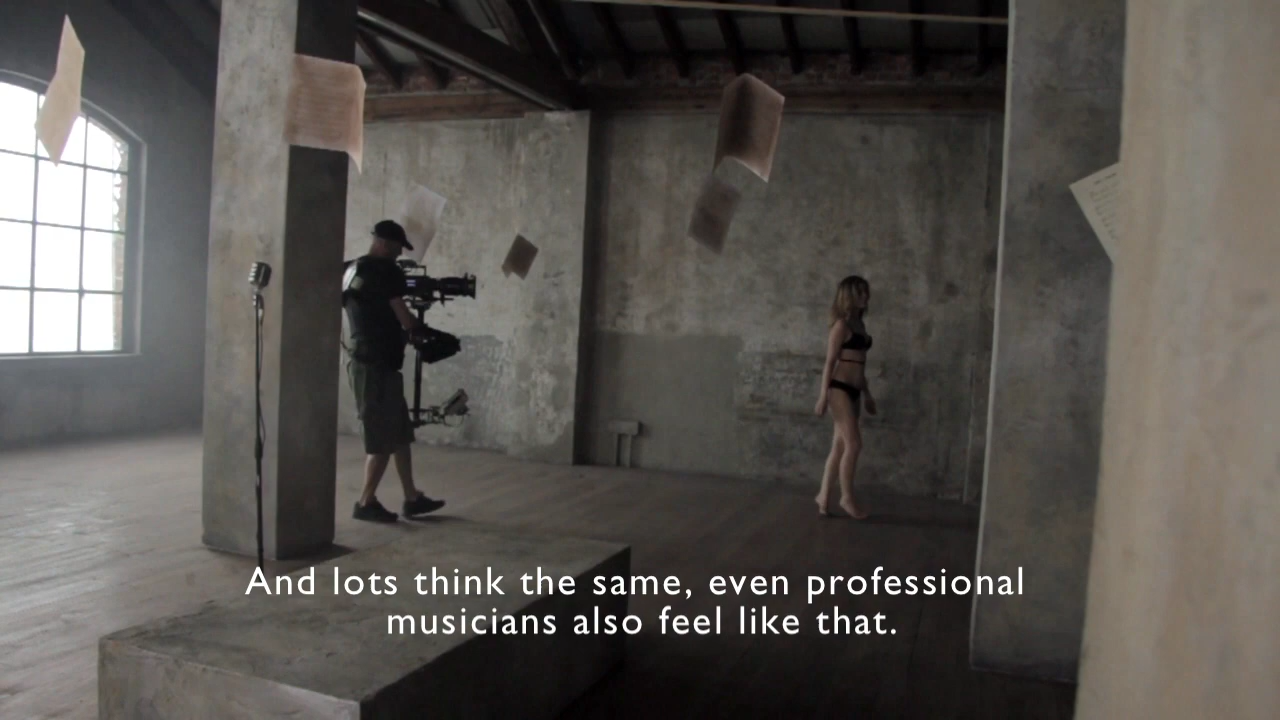 And lots think the same, even professional
musicians also feel like that.